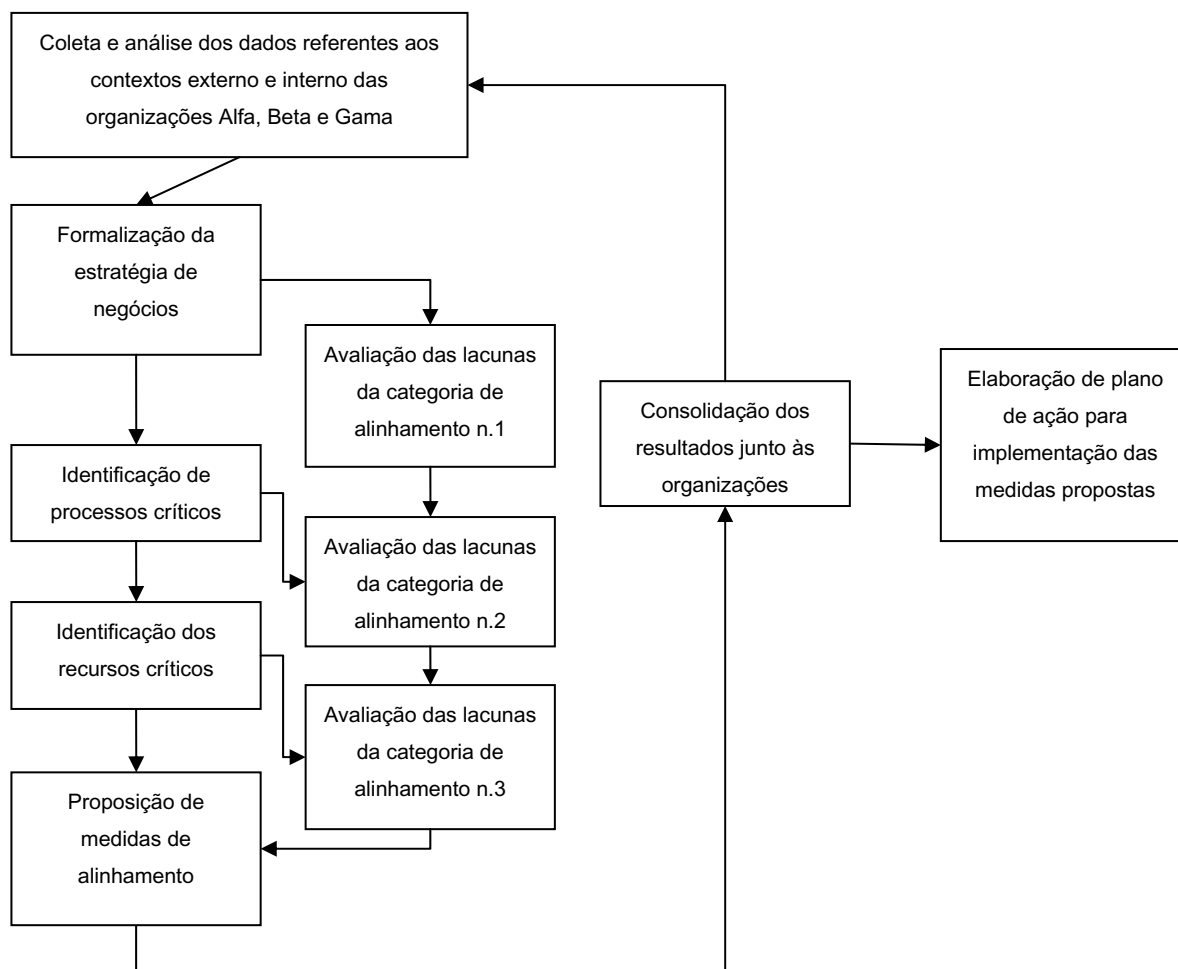 Coleta e análise dos dados referentes aos
contextos externo e interno das
organizações Alfa, Beta e Gama
Formalização da
estratégia de
negócios
Avaliação das lacunas
da categoria de
alinhamento n.1
Identificação de
processos críticos
Avaliação das lacunas
da categoria de
alinhamento n.2
Identificação dos
recursos críticos
Avaliação das lacunas
da categoria de
alinhamento n.3
Proposição de
medidas de
alinhamento
Consolidação dos
resultados junto às
organizações
Elaboração de plano
de ação para
implementação das
medidas propostas